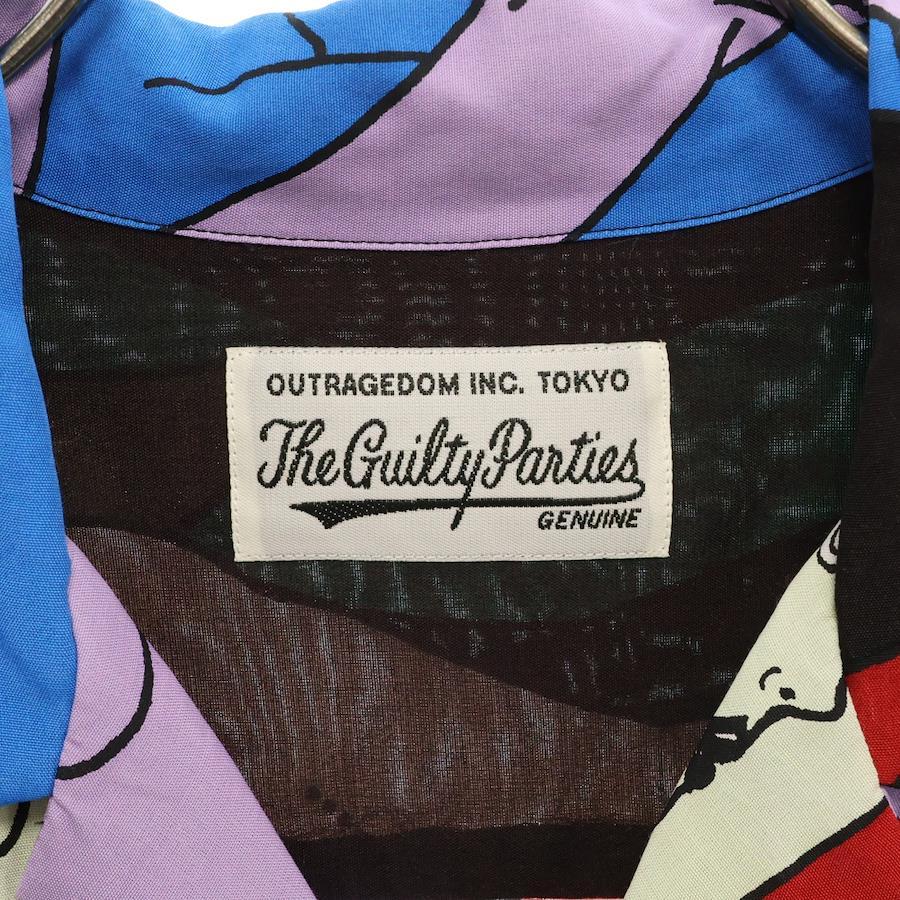 OUTRAGEDOM INC. TOKYO
The Guilty Parties
GENUINE